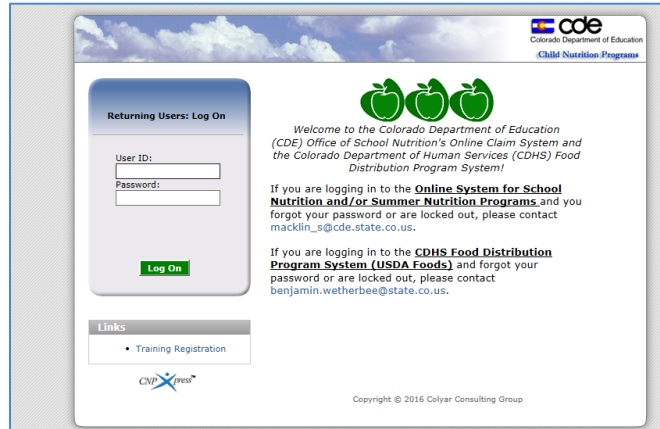 cde
Colorado Department of Education
Child Nutrition Programs
Returning Users: Log On
User ID:
Password:
Log On
Links
• Training Registration
CNP Xpress™
Welcome to the Colorado Department of Education
(CDE) Office of School Nutrition's Online Claim System and
the Colorado Department of Human Services (CDHS) Food
Distribution Program System!
If you are logging in to the Online System for School
Nutrition and/or Summer Nutrition Programs and you
forgot your password or are locked out, please contact
macklin_s@cde.state.co.us.
If you are logging in to the CDHS Food Distribution
Program System (USDA Foods) and forgot your
password or are locked out, please contact
benjamin.wetherbee@state.co.us.
Copyright © 2016 Colyar Consulting Group